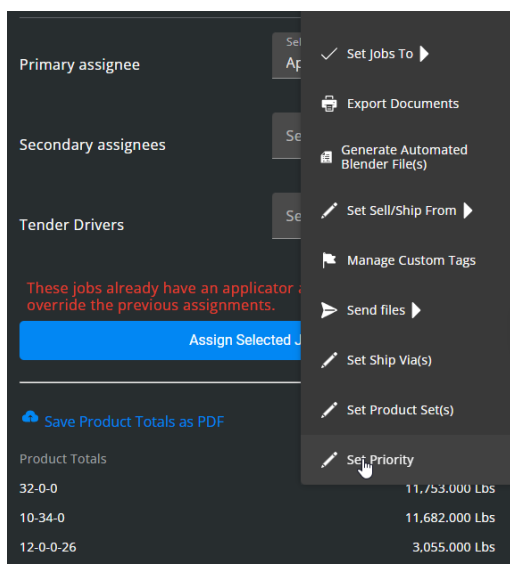 Primary assignee
Secondary assignees
Tender Drivers
These jobs already have an applicator
override the previous assignments.
Assign Selected
Save Product Totals as PDF
Product Totals
32-0-0
11,753.000 Lbs
10-34-0
11,682.000 Lbs
12-0-0-26
3,055.000 Lbs
Set Jobs To
Export Documents
Generate Automated
Blender File(s)
Set Sell/Ship From
Manage Custom Tags
Send files
Set Ship Via(s)
Set Product Set(s)
Set Priority